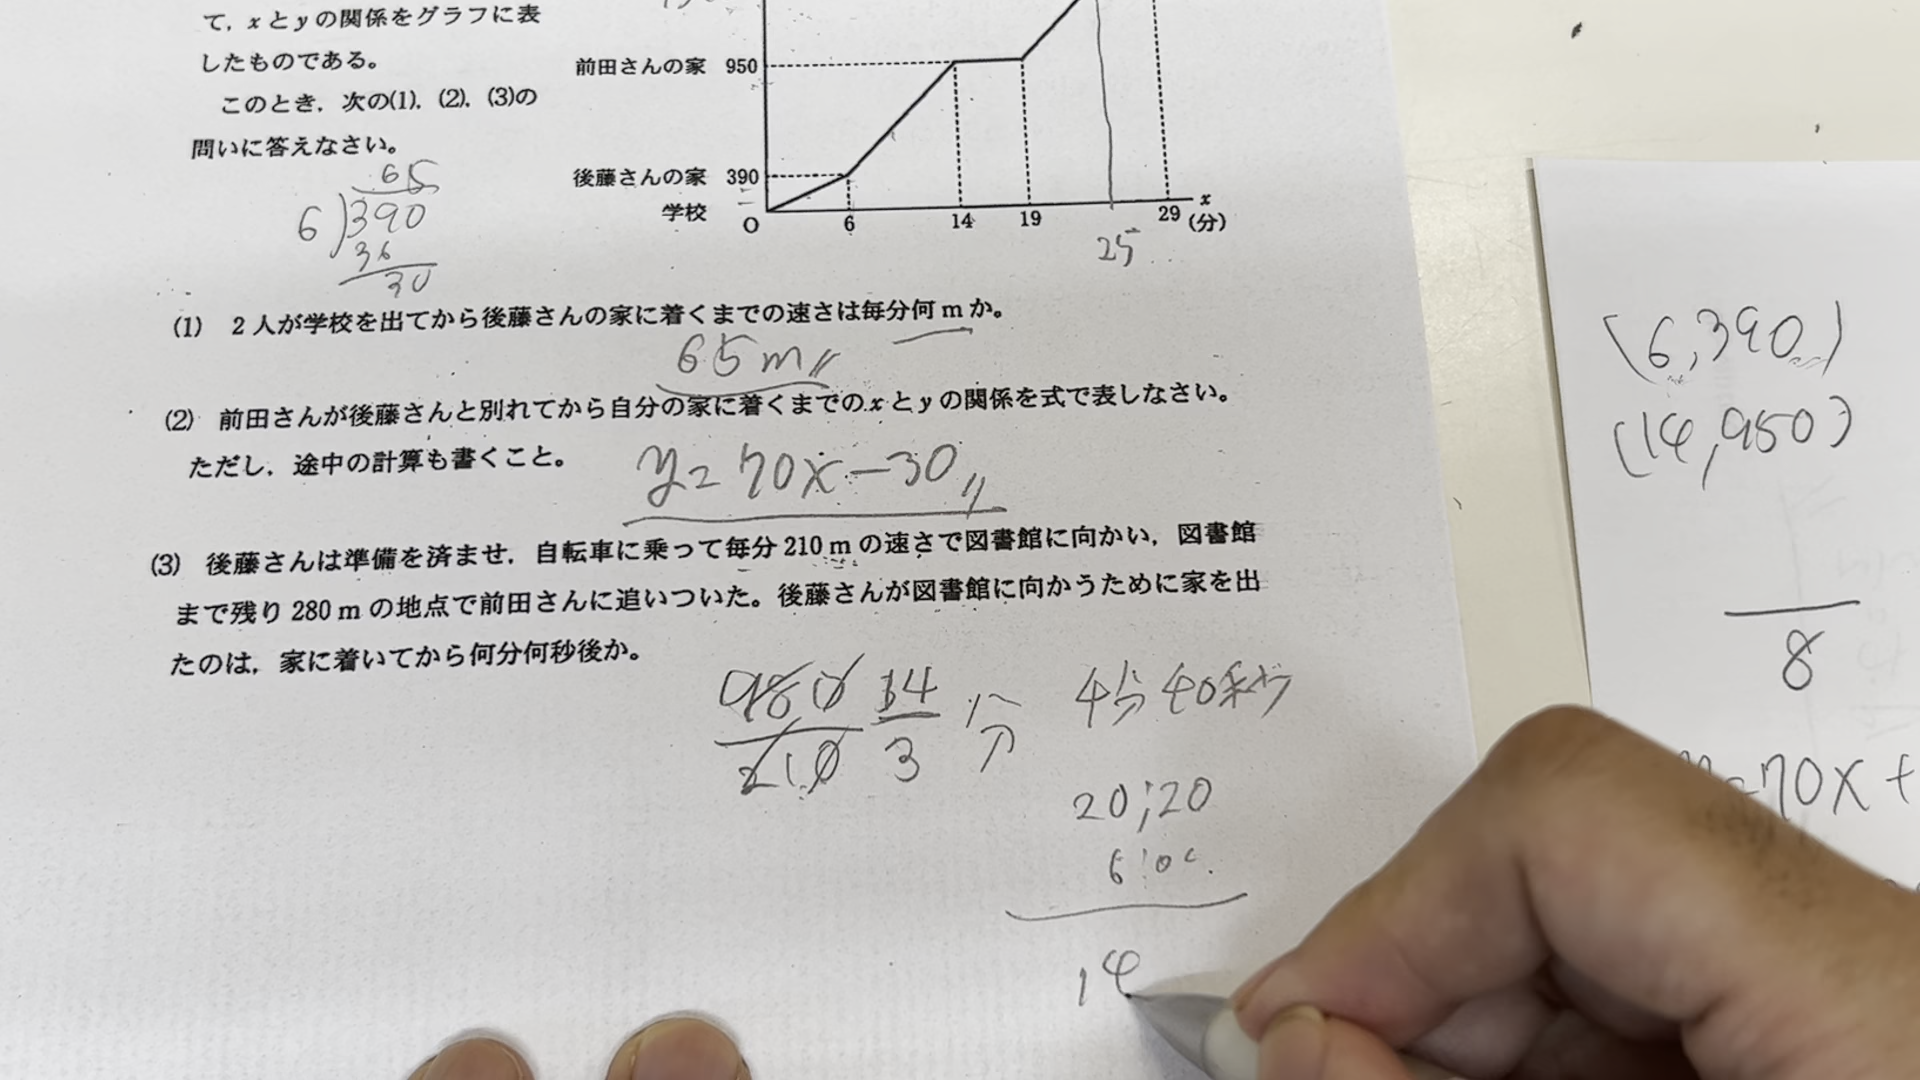 て，xとyの関係をグラフに表
したものである。
このとき，次の(1)，(2)，(3)の
問いに答えなさい。
65
6)390
36
30
前田さんの家 950
後藤さんの家 390
学校
O 6 14 19 29 x
(分)
25
(1) 2人が学校を出てから後藤さんの家に着くまでの速さは毎分何mか。
65m
(2) 前田さんが後藤さんと別れてから自分の家に着くまでのxとyの関係を式で表しなさい。
ただし，途中の計算も書くこと。
y=70x-30
(3) 後藤さんは準備を済ませ，自転車に乗って毎分210mの速さで図書館に向かい，図書館
まで残り280mの地点で前田さんに追いついた。後藤さんが図書館に向かうために家を出
たのは，家に着いてから何分何秒後か。
980 14 分 4分40秒
210 3
20:20
6:00
14
(6,390)
(14,950)
8
=70x+